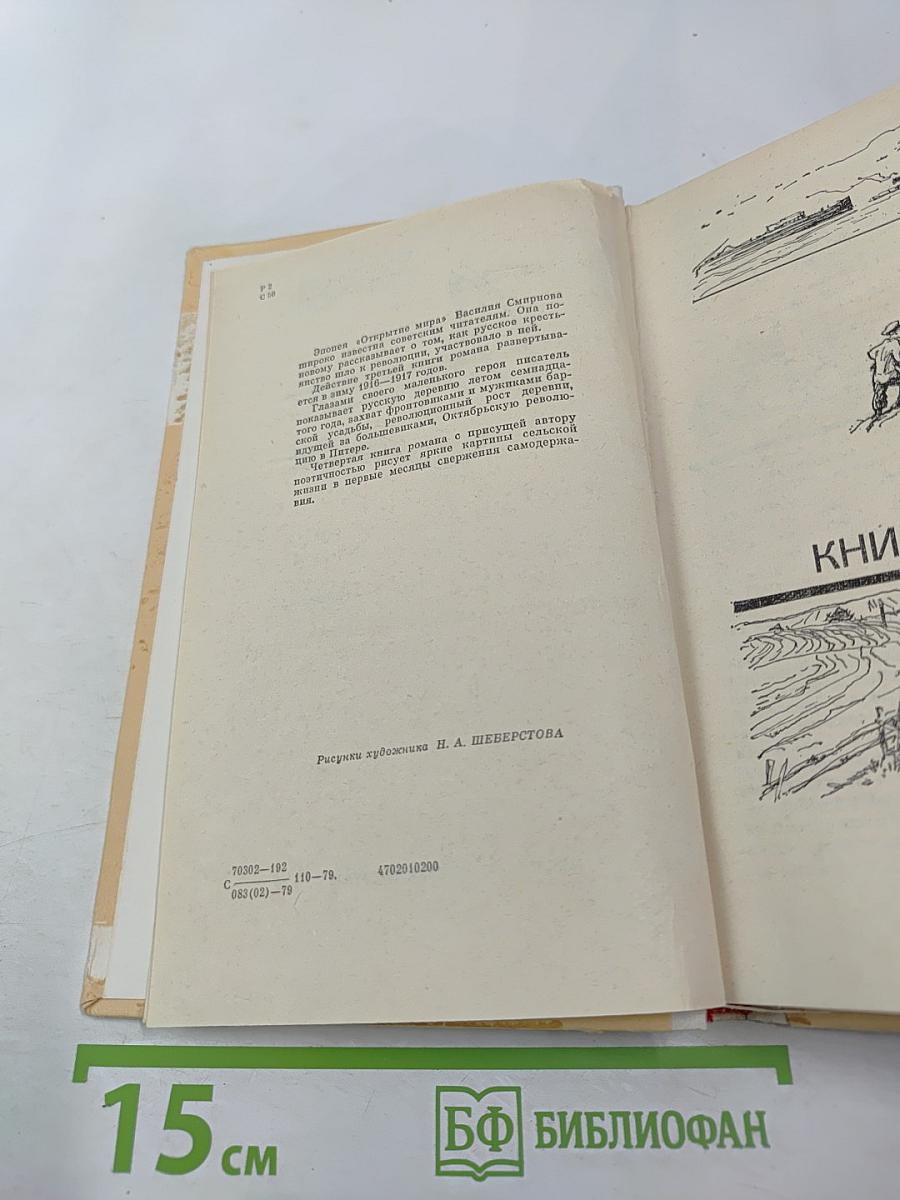 Р 2
С 50
Эпопея «Открытие мира» Василия Смирнова
широко известна советским читателям. Она по-
новому рассказывает о том, как русское кресть-
янство шло к революции, участвовало в ней.
Действие третьей книги романа развертыва-
ется в зиму 1916—1917 годов.
Глазами своего маленького героя писатель
показывает русскую деревню летом семнадца-
того года, захват фронтовиками и мужиками бар-
ской усадьбы, революционный рост деревни,
идущей за большевиками, Октябрьскую револю-
цию в Питере.
Четвертая книга романа с присущей автору
поэтичностью рисует яркие картины сельской
жизни в первые месяцы свержения самодержа-
вия.
Рисунки художника Н. А. ШЕБЕРСТОВА
70302—192
С 110—79. 4702010200
083(02)—79
КНИ
15 см
БФ БИБЛИОФАН